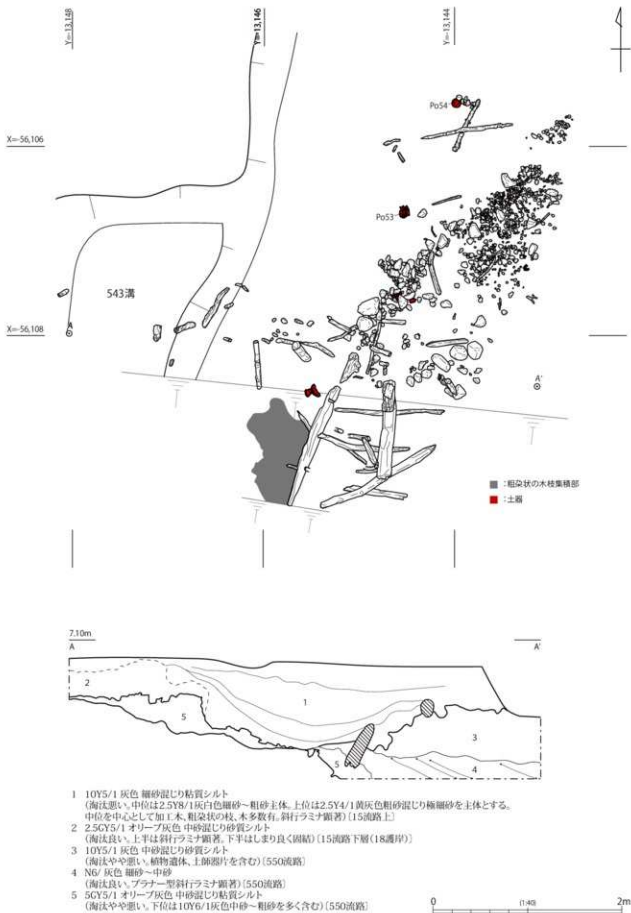 Y=-13,148
Y=-13,146
Y=-13,144
X=-56,106
Po54
Po53
543溝
X=-56,108
A
A'
:粗朶状の木枝集積部
:土器
7.10m
A
A'
2
1
5
3
5
4
1 10Y5/1 灰色 細砂混じり粘質シルト
(淘汰悪い。中位は2.5Y8/1灰白色細砂～粗砂主体。上位は2.5Y4/1黄灰色粗砂混じり極細砂を主体とする。
中位を中心として加工木、粗朶状の枝、木多数有。斜行ラミナ顕著)[15流路上]
2 2.5GY5/1 オリーブ灰色 中砂混じり砂質シルト
(淘汰良い。上半は斜行ラミナ顕著。下半はしまり良く固結)[15流路下層(18護岸)]
3 10Y5/1 灰色 中砂混じり砂質シルト
(淘汰やや悪い。植物遺体、土師器片を含む)[550流路]
4 N6/ 灰色 細砂～中砂
(淘汰良い。プラナー型斜行ラミナ顕著)[550流路]
5 5GY5/1 オリーブ灰色 中砂混じり粘質シルト
(淘汰やや悪い。下位は10Y6/1灰色中砂～粗砂を多く含む)[550流路]
0 (1:40) 2m